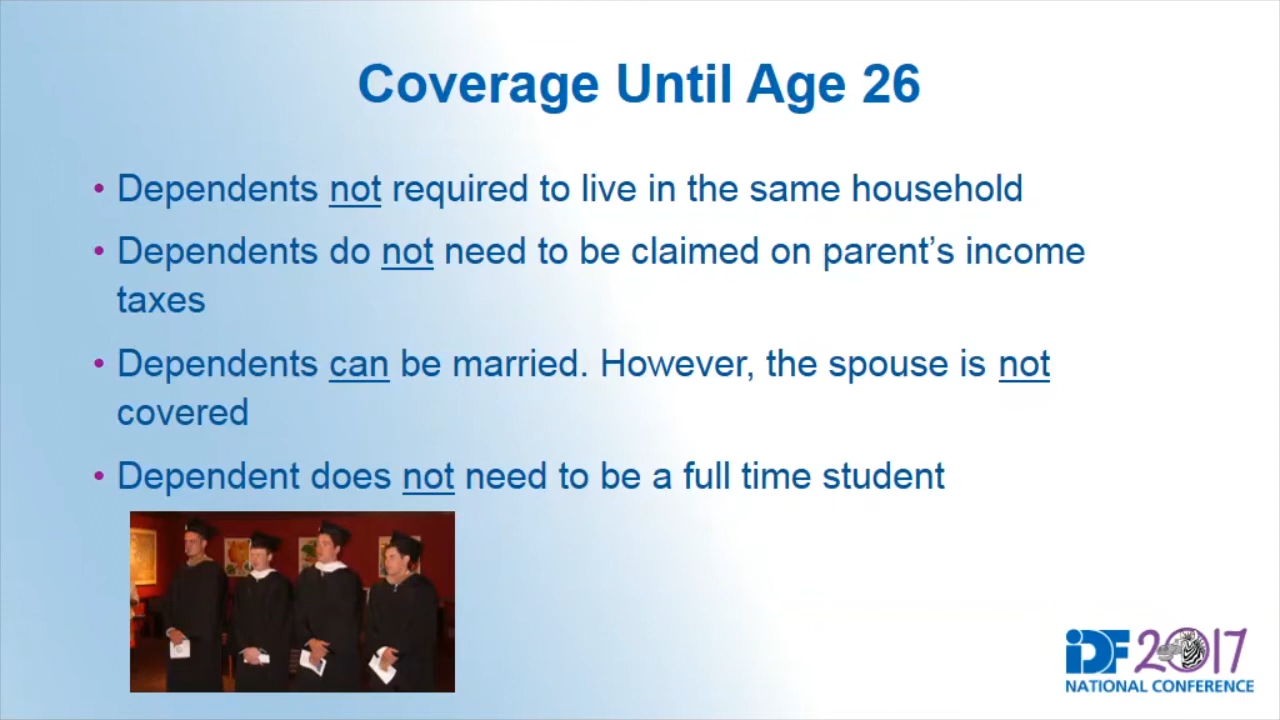 Coverage Until Age 26
• Dependents not required to live in the same household
• Dependents do not need to be claimed on parent’s income
taxes
• Dependents can be married. However, the spouse is not
covered
• Dependent does not need to be a full time student
iDF 2017
NATIONAL CONFERENCE